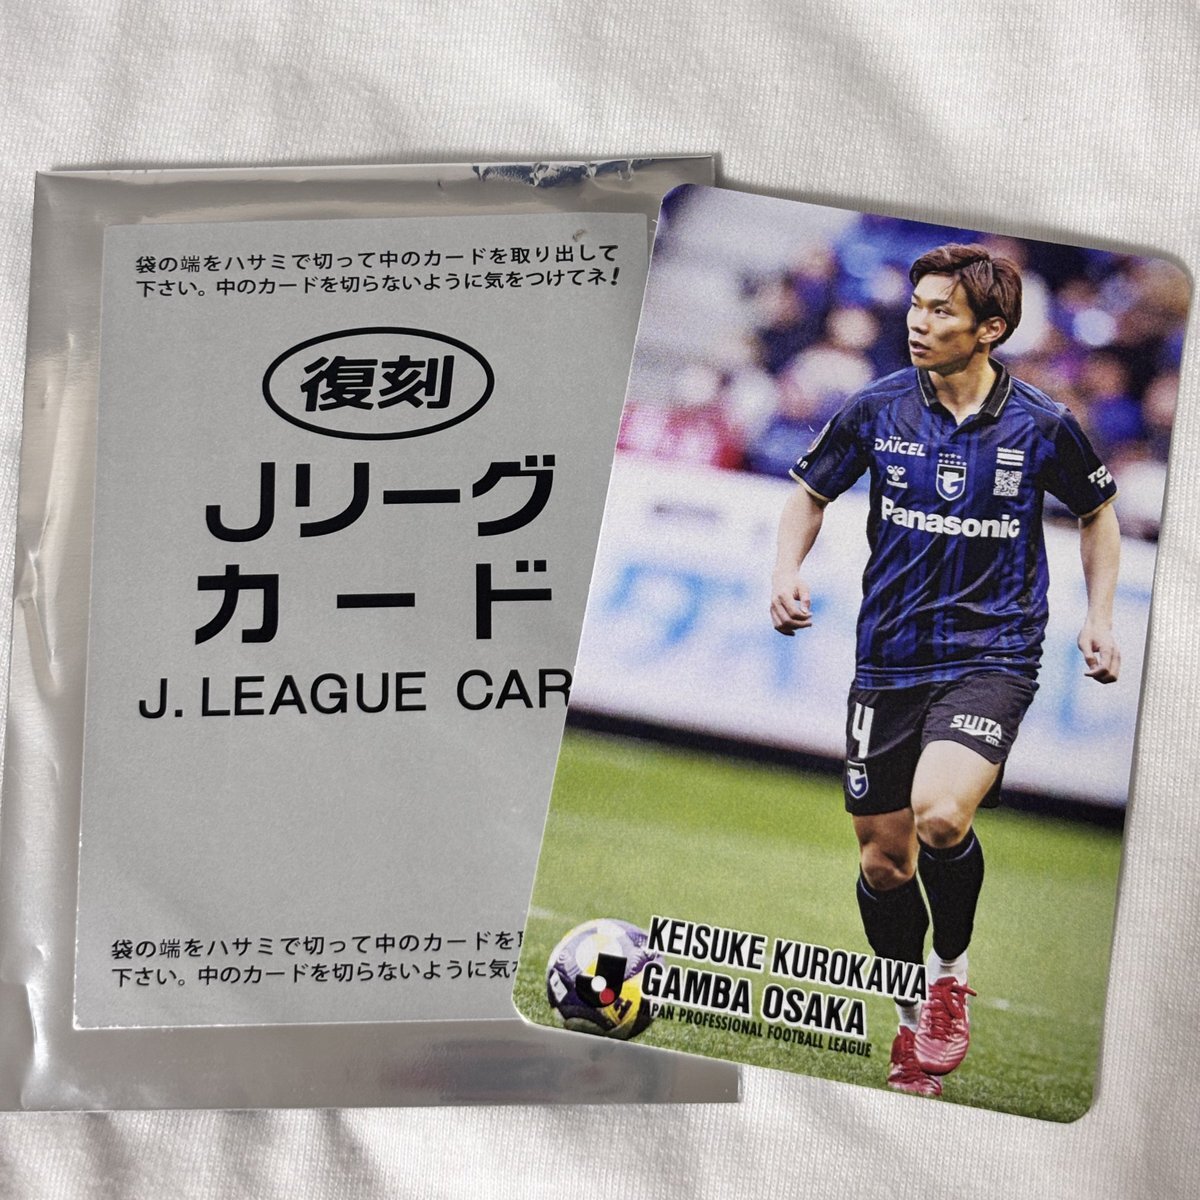 袋の端をハサミで切って中のカードを取り出して
下さい。中のカードを切らないように気をつけてネ!
復刻
Jリーグ
カード
J. LEAGUE CAR
袋の端をハサミで切って中のカードを
下さい。中のカードを切らないように気
DAICEL
Panasonic
4
SUITA
CITY
KEISUKE KUROKAWA
GAMBA OSAKA
JAPAN PROFESSIONAL FOOTBALL LEAGUE